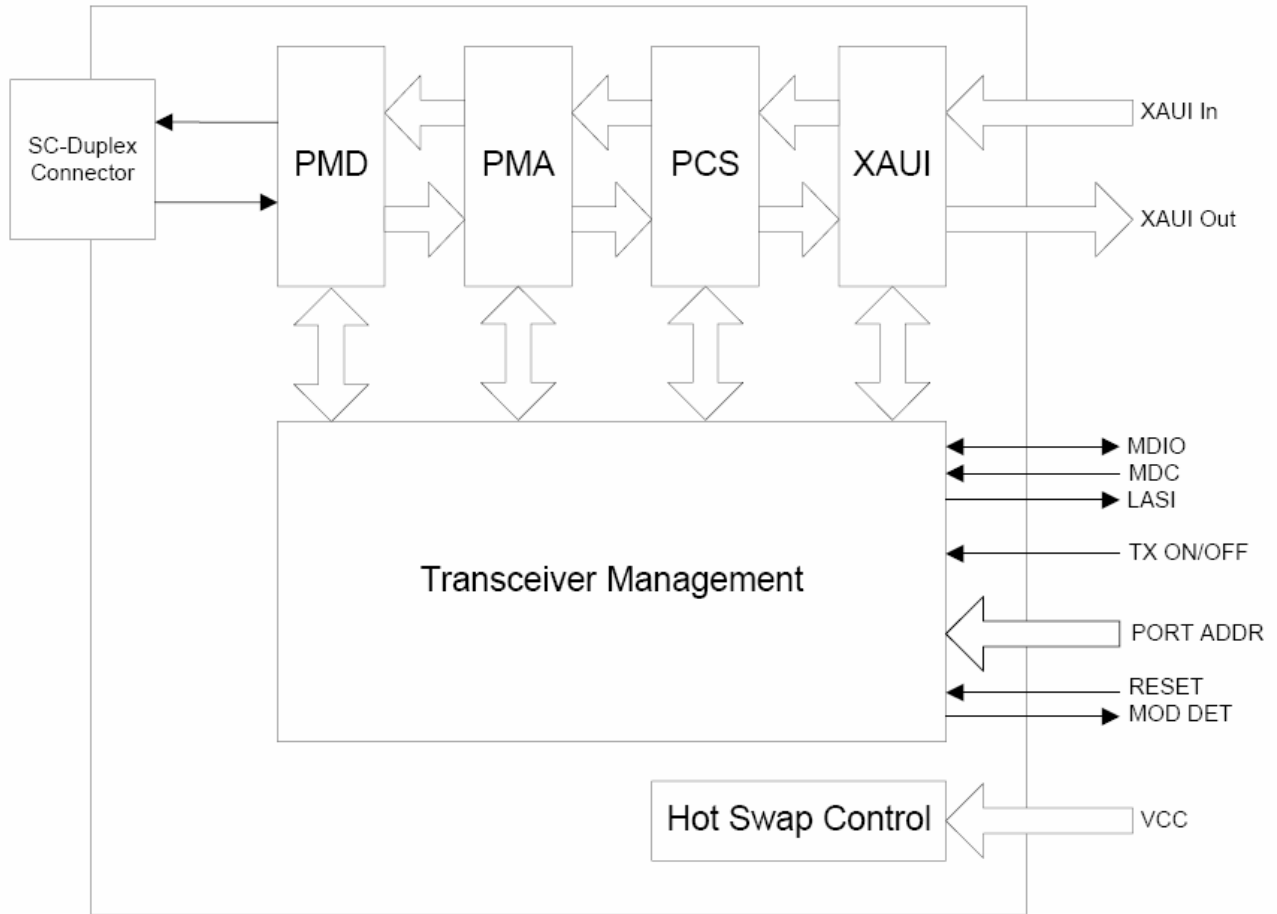 SC-Duplex
Connector
PMD
PMA
PCS
XAUI
XAUI In
XAUI Out
MDIO
MDC
LASI
TX ON/OFF
Transceiver Management
PORT ADDR
RESET
MOD DET
Hot Swap Control
VCC